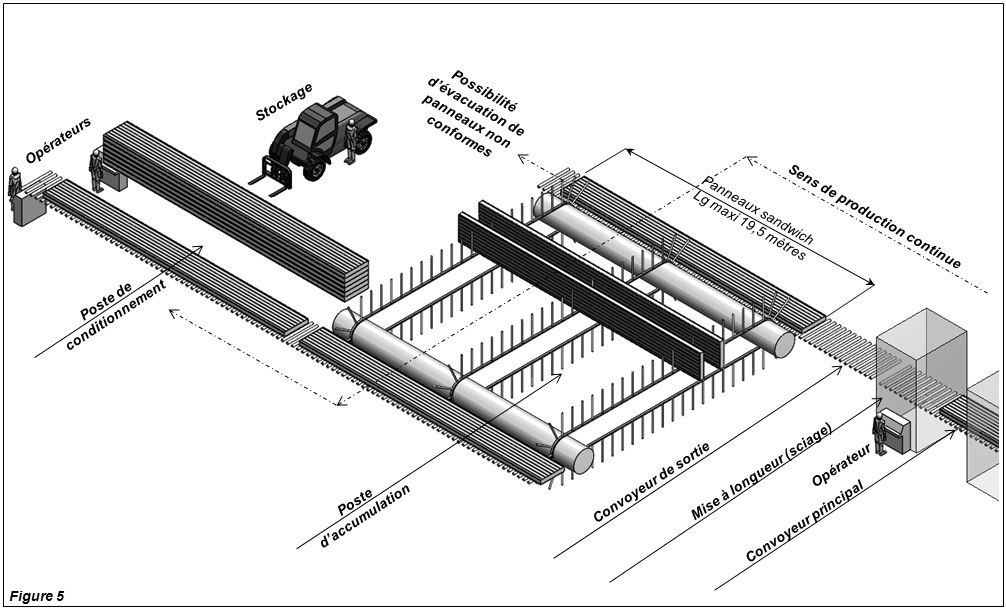 Opérateurs
Stockage
Possibilité
d'évacuation de
panneaux non
conformes
Sens de production continue
Panneaux sandwich
Lg maxi 19,5 mètres
Poste de
conditionnement
Poste
d'accumulation
Convoyeur de sortie
Mise à longueur (sciage)
Opérateur
Convoyeur principal
Figure 5